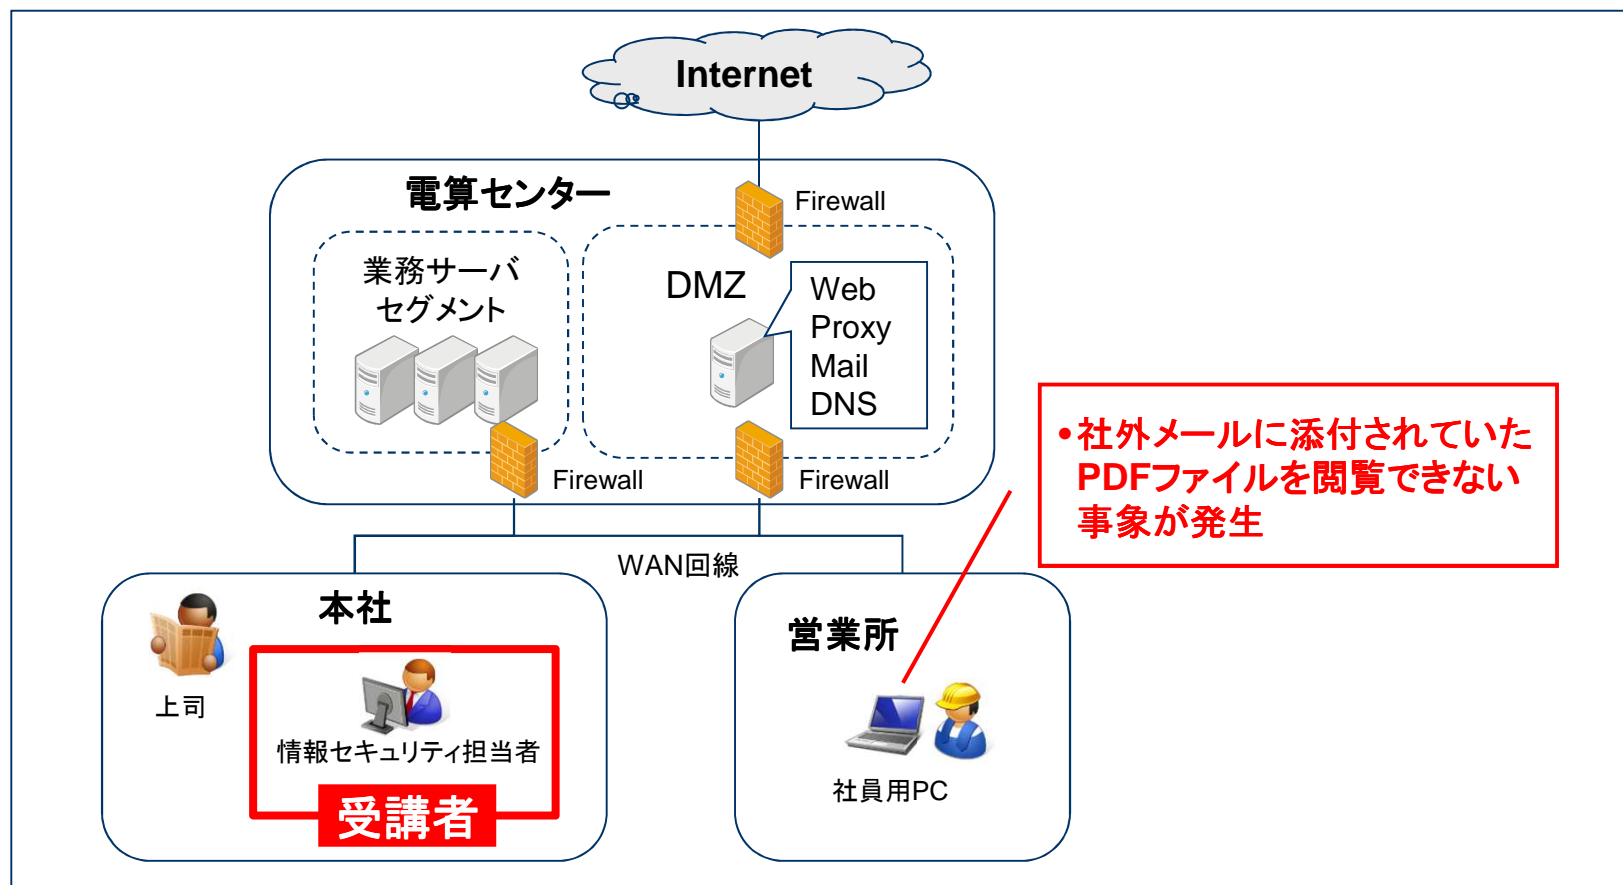 Internet
電算センター
Firewall
業務サーバ
セグメント
DMZ
Web
Proxy
Mail
DNS
Firewall
Firewall
•社外メールに添付されていた
PDFファイルを閲覧できない
事象が発生
WAN回線
本社
営業所
上司
情報セキュリティ担当者
受講者
社員用PC